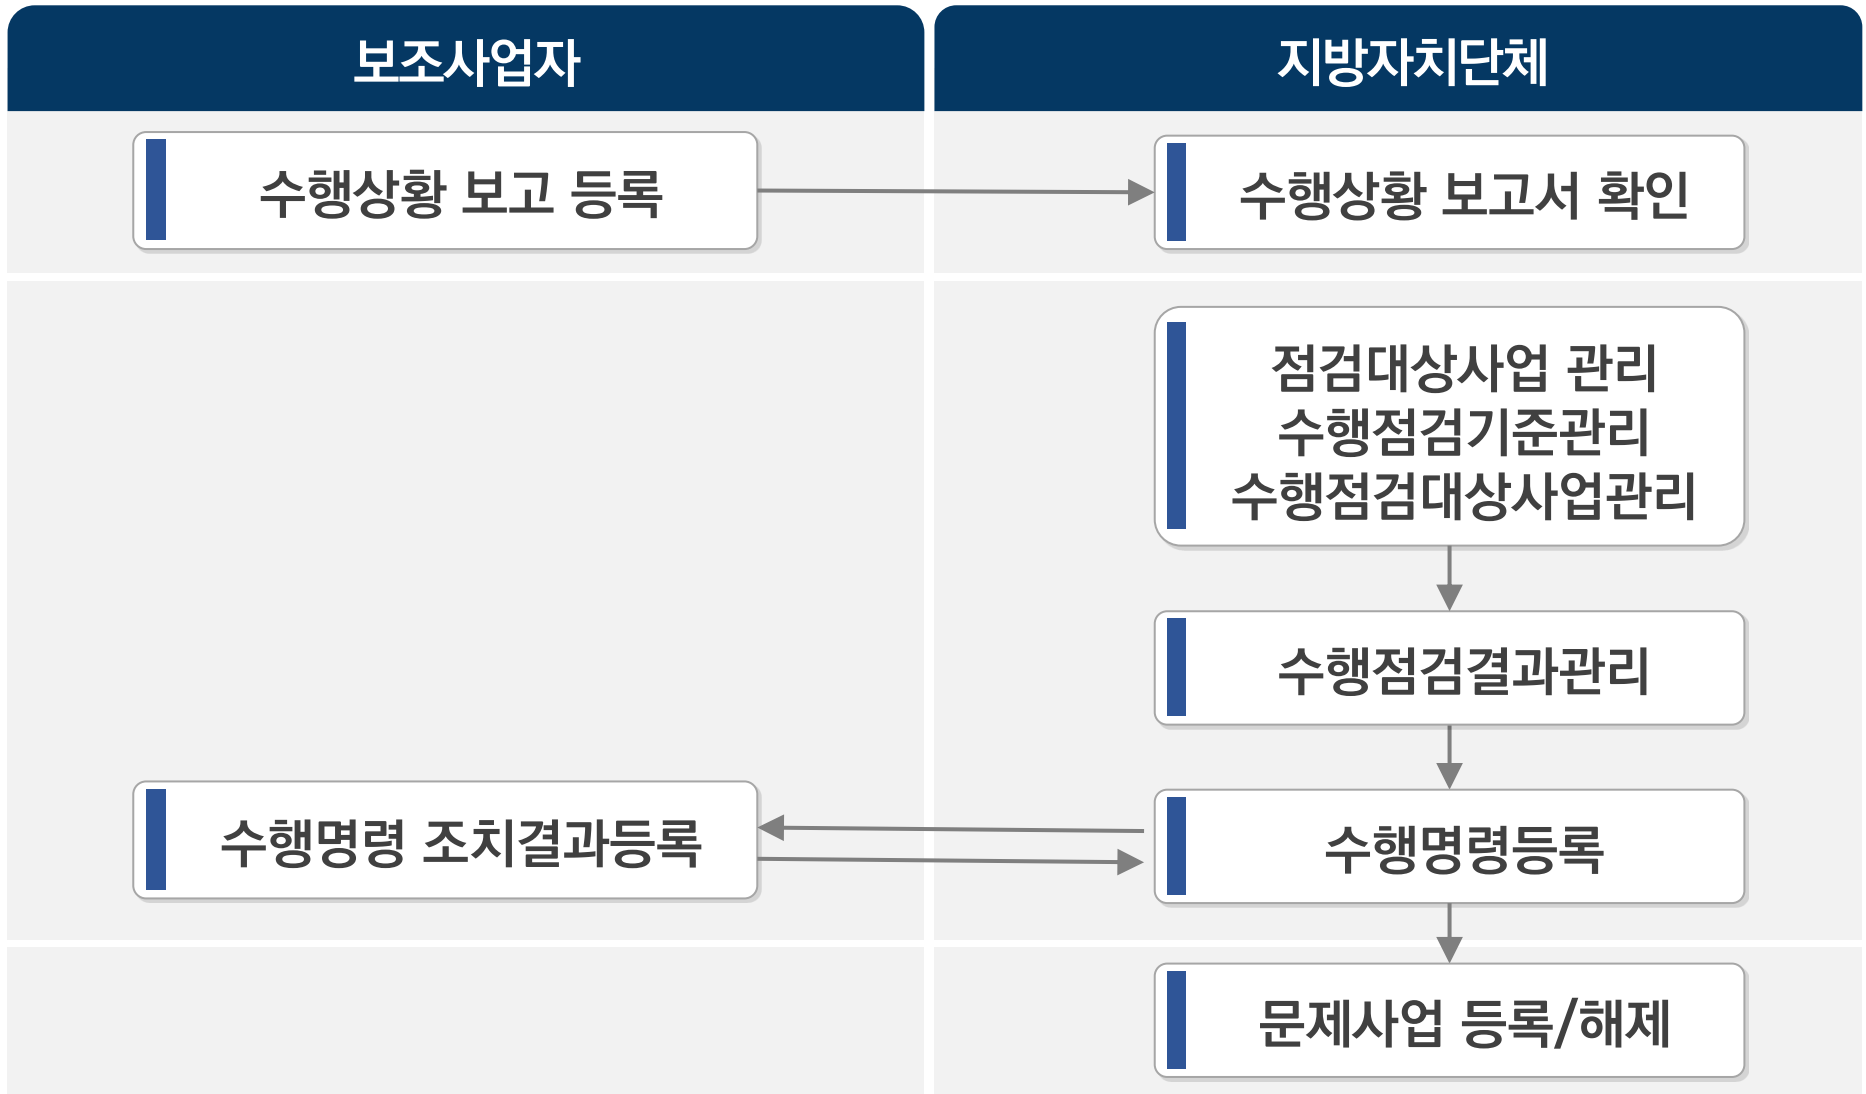 보조사업자
지방자치단체
수행상황 보고 등록
수행상황 보고서 확인
점검대상사업 관리
수행점검기준관리
수행점검대상사업관리
수행점검결과관리
수행명령 조치결과등록
수행명령등록
문제사업 등록/해제